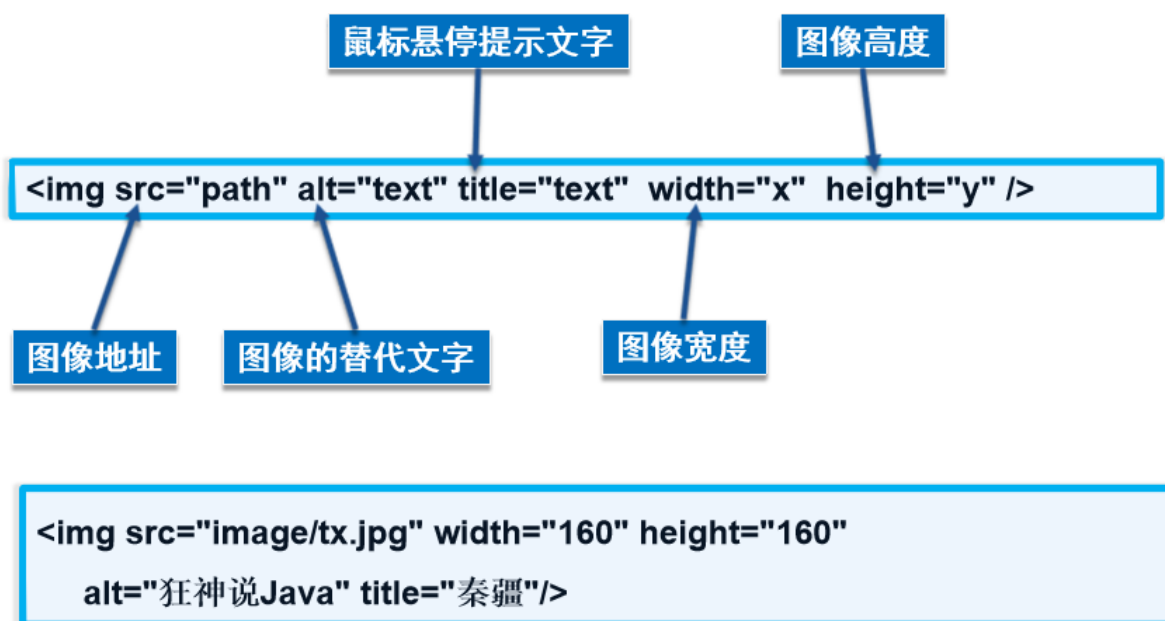 鼠标悬停提示文字
图像高度
<img src="path" alt="text" title="text"  width="x"  height="y" />
图像地址
图像的替代文字
图像宽度
<img src="image/tx.jpg" width="160" height="160"
alt="狂神说Java" title="秦疆"/>